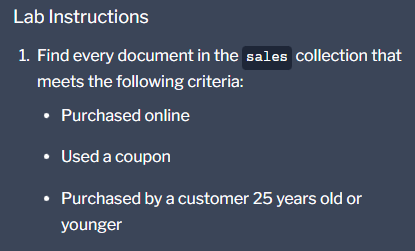 Lab Instructions
1. Find every document in the sales collection that
meets the following criteria:
• Purchased online
• Used a coupon
• Purchased by a customer 25 years old or
younger